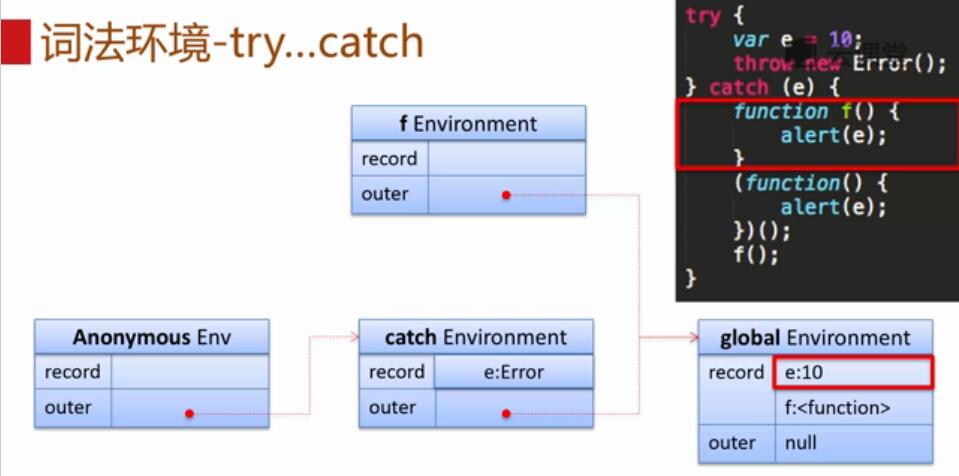 词法环境-try...catch
try {
var e = 10;
throw new Error();
} catch (e) {
function f() {
alert(e);
}
(function() {
alert(e);
})();
f();
}
f Environment
record
outer
Anonymous Env
record
outer
catch Environment
record e:Error
outer
global Environment
record e:10
f:<function>
outer null